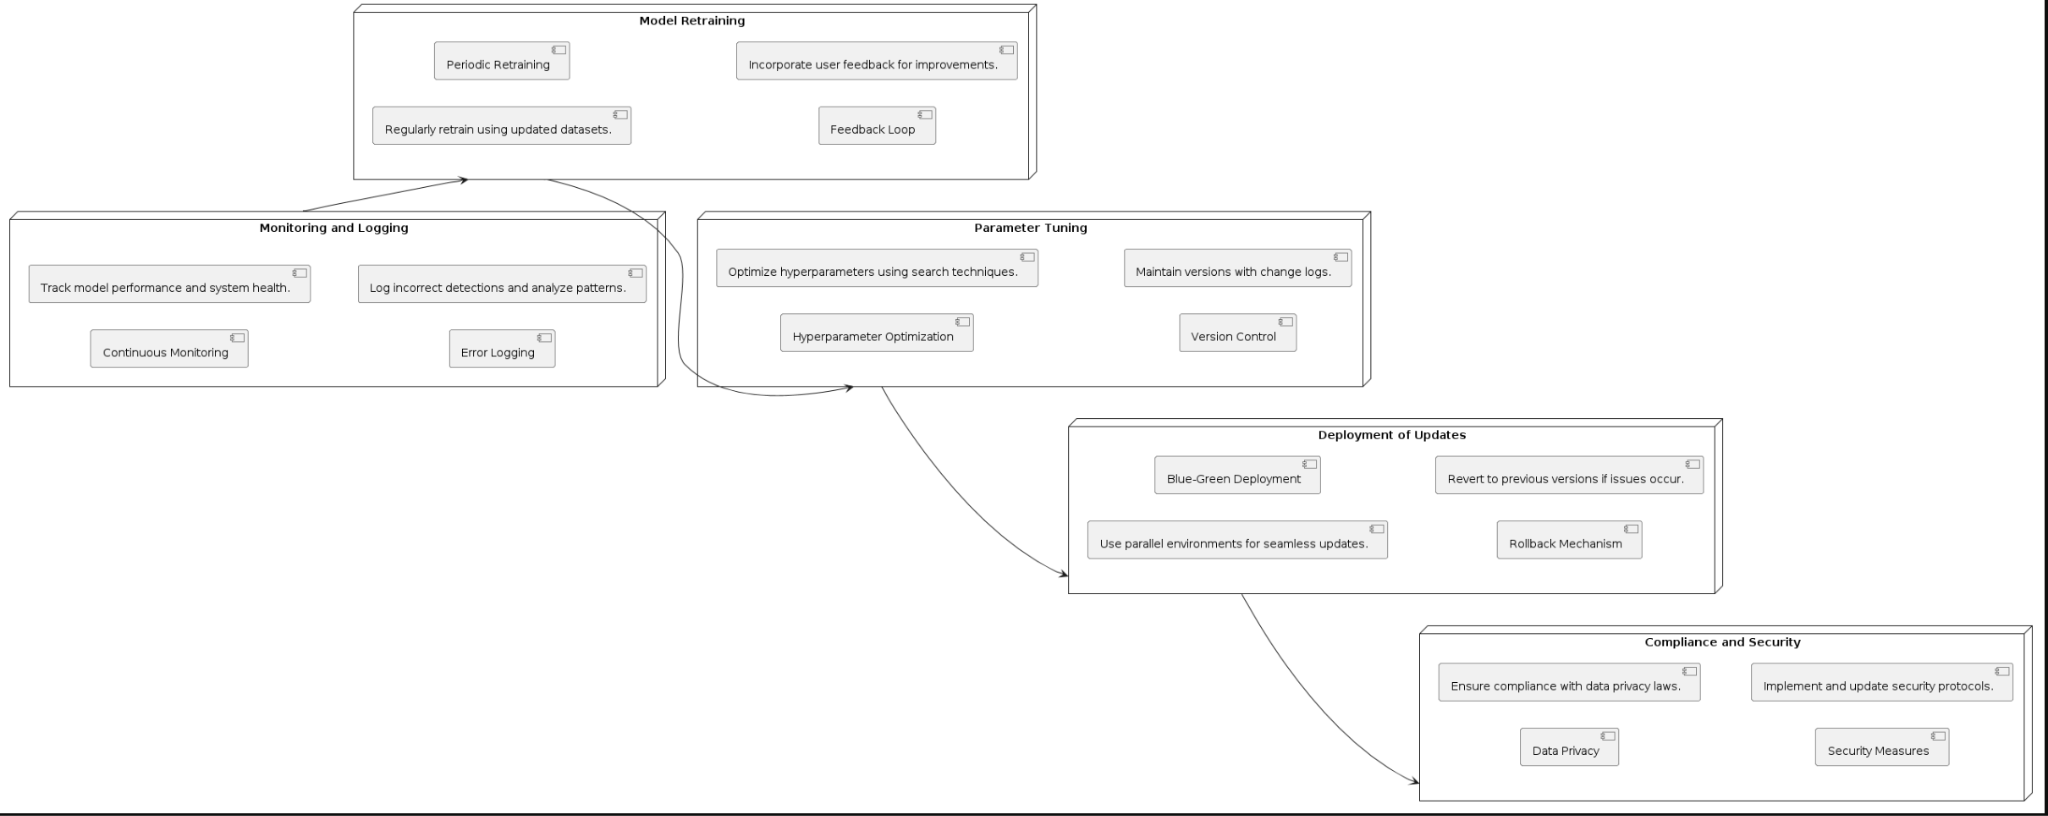 Model Retraining
Periodic Retraining
Incorporate user feedback for improvements.
Regularly retrain using updated datasets.
Feedback Loop
Monitoring and Logging
Track model performance and system health.
Log incorrect detections and analyze patterns.
Continuous Monitoring
Error Logging
Parameter Tuning
Optimize hyperparameters using search techniques.
Maintain versions with change logs.
Hyperparameter Optimization
Version Control
Deployment of Updates
Blue-Green Deployment
Revert to previous versions if issues occur.
Use parallel environments for seamless updates.
Rollback Mechanism
Compliance and Security
Ensure compliance with data privacy laws.
Implement and update security protocols.
Data Privacy
Security Measures